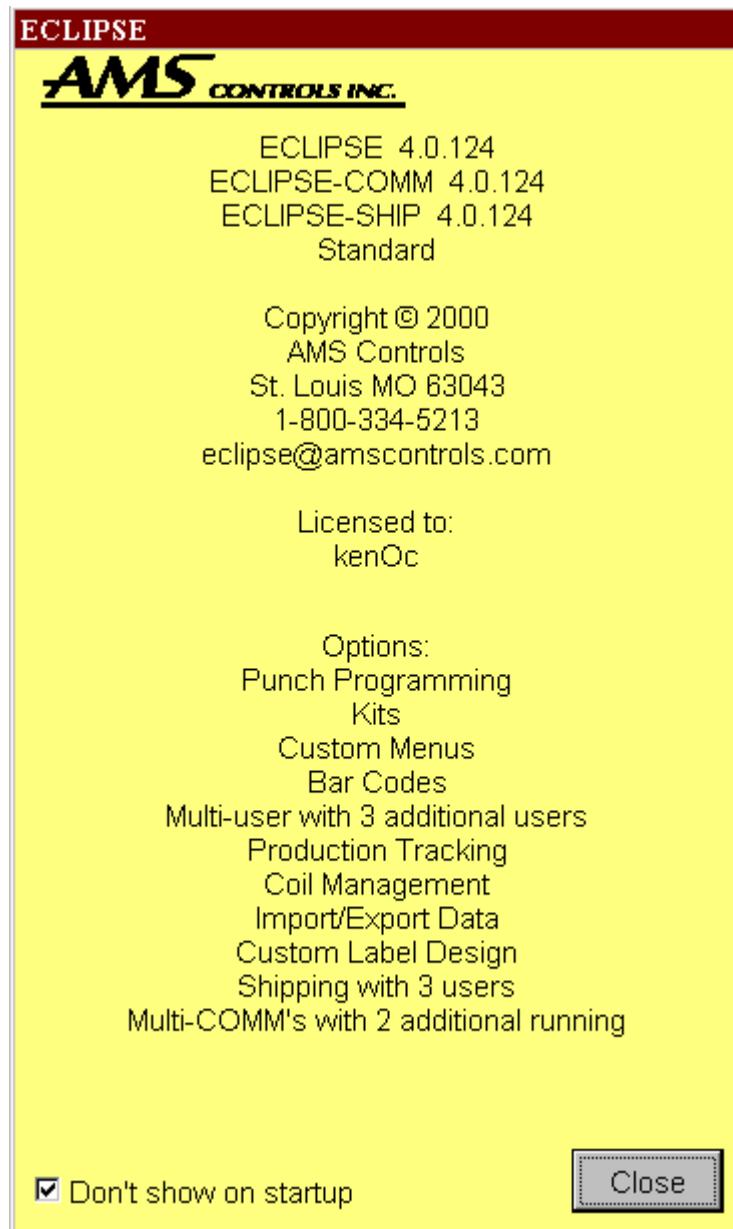 ECLIPSE
AMS CONTROLS INC.
ECLIPSE 4.0.124
ECLIPSE-COMM 4.0.124
ECLIPSE-SHIP 4.0.124
Standard
Copyright © 2000
AMS Controls
St. Louis MO 63043
1-800-334-5213
eclipse@amscontrols.com
Licensed to:
kenOc
Options:
Punch Programming
Kits
Custom Menus
Bar Codes
Multi-user with 3 additional users
Production Tracking
Coil Management
Import/Export Data
Custom Label Design
Shipping with 3 users
Multi-COMM's with 2 additional running
Don't show on startup
Close